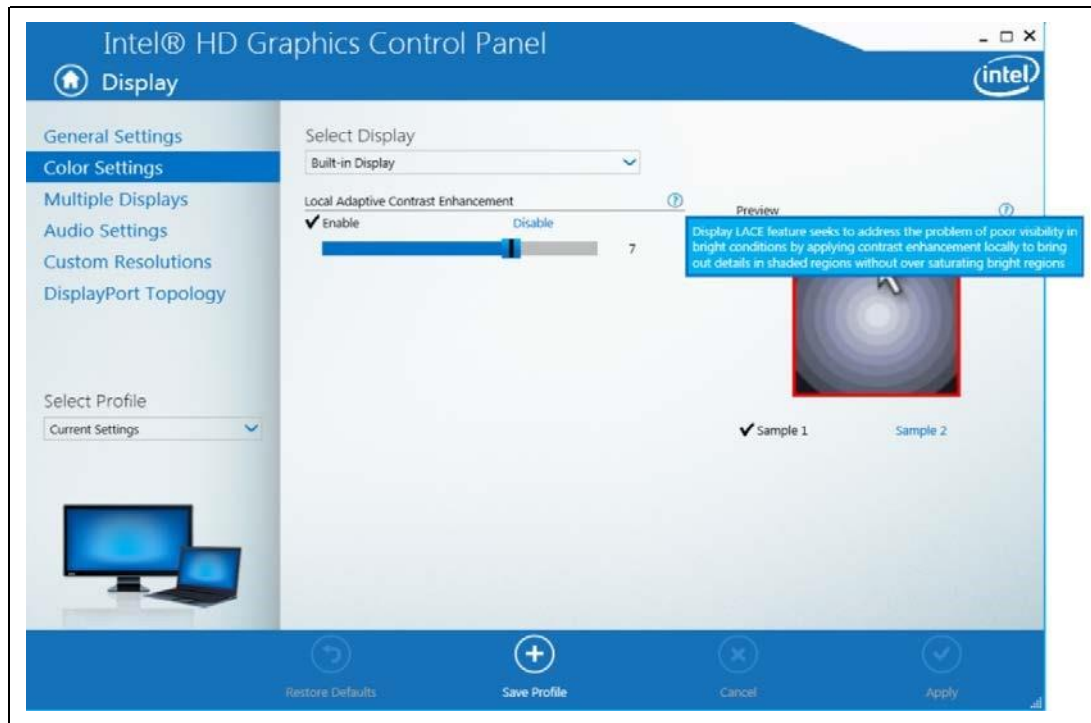 Intel® HD Graphics Control Panel
Display
intel
General Settings
Color Settings
Multiple Displays
Audio Settings
Custom Resolutions
DisplayPort Topology
Select Profile
Current Settings
Select Display
Built-in Display
Local Adaptive Contrast Enhancement
?
✔ Enable
Disable
7
Preview
?
Display LACE feature seeks to address the problem of poor visibility in
bright conditions by applying contrast enhancement locally to bring
out details in shaded regions without over saturating bright regions
✔ Sample 1
Sample 2
Restore Defaults
Save Profile
Cancel
Apply